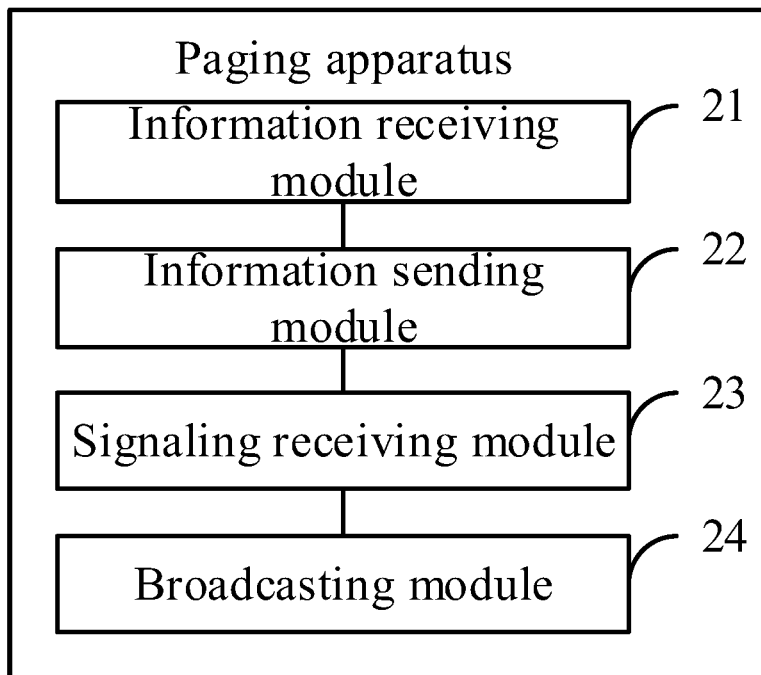 Paging apparatus
Information receiving
module
21
Information sending
module
22
Signaling receiving module
23
Broadcasting module
24